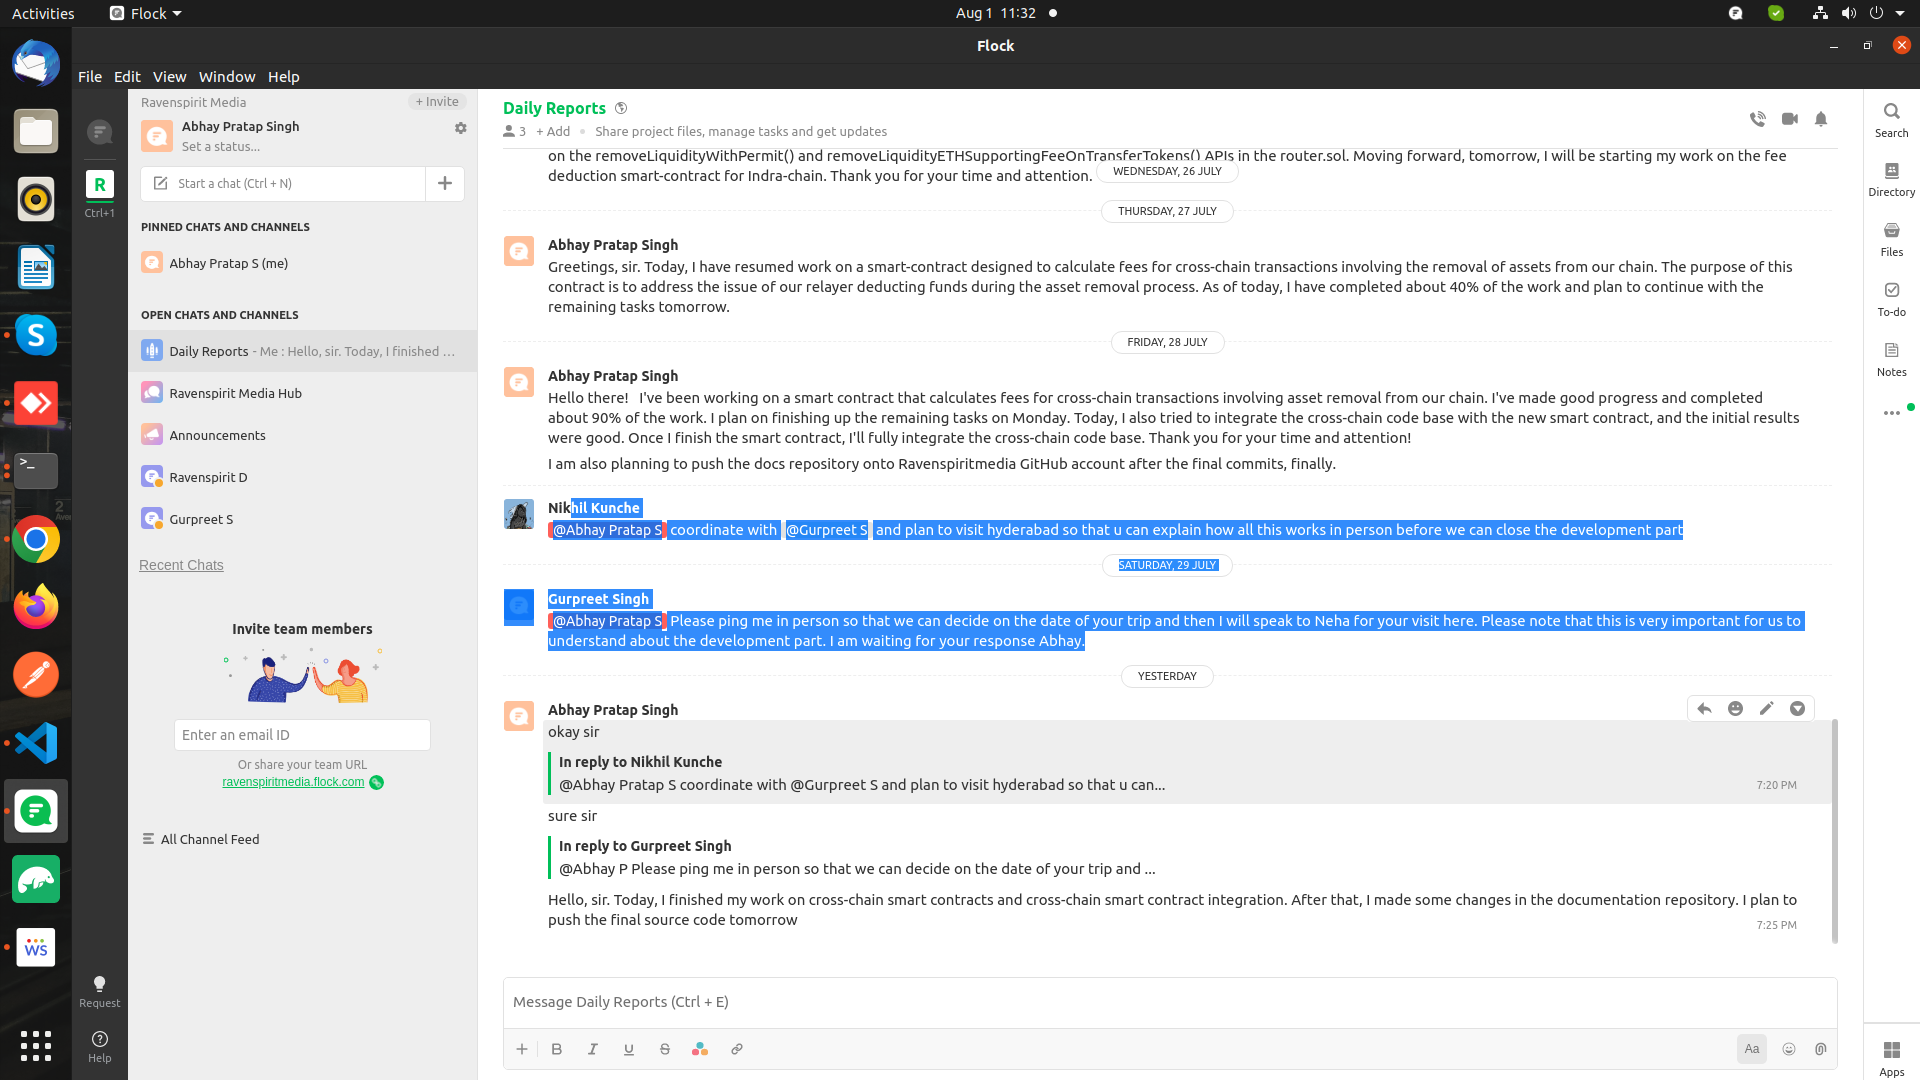 Activities Flock Aug 1 11:32
Flock
File Edit View Window Help
Ravenspirit Media + Invite
Abhay Pratap Singh
Set a status...
R
Ctrl+1
Start a chat (Ctrl + N)
PINNED CHATS AND CHANNELS
Abhay Pratap S (me)
OPEN CHATS AND CHANNELS
Daily Reports - Me : Hello, sir. Today, I finished …
Ravenspirit Media Hub
Announcements
Ravenspirit D
Gurpreet S
Recent Chats
Invite team members
Enter an email ID
Or share your team URL
ravenspiritmedia.flock.com
All Channel Feed
Request
Help
Daily Reports
3 + Add Share project files, manage tasks and get updates
on the removeLiquidityWithPermit() and removeLiquidityETHSupportingFeeOnTransferTokens() APIs in the router.sol. Moving forward, tomorrow, I will be starting my work on the fee
deduction smart-contract for Indra-chain. Thank you for your time and attention.
WEDNESDAY, 26 JULY
THURSDAY, 27 JULY
Abhay Pratap Singh
Greetings, sir. Today, I have resumed work on a smart-contract designed to calculate fees for cross-chain transactions involving the removal of assets from our chain. The purpose of this
contract is to address the issue of our relayer deducting funds during the asset removal process. As of today, I have completed about 40% of the work and plan to continue with the
remaining tasks tomorrow.
FRIDAY, 28 JULY
Abhay Pratap Singh
Hello there!   I've been working on a smart contract that calculates fees for cross-chain transactions involving asset removal from our chain. I've made good progress and completed
about 90% of the work. I plan on finishing up the remaining tasks on Monday. Today, I also tried to integrate the cross-chain code base with the new smart contract, and the initial results
were good. Once I finish the smart contract, I'll fully integrate the cross-chain code base. Thank you for your time and attention!
I am also planning to push the docs repository onto Ravenspiritmedia GitHub account after the final commits, finally.
Nikhil Kunche
@Abhay Pratap S coordinate with @Gurpreet S and plan to visit hyderabad so that u can explain how all this works in person before we can close the development part
SATURDAY, 29 JULY
Gurpreet Singh
@Abhay Pratap S Please ping me in person so that we can decide on the date of your trip and then I will speak to Neha for your visit here. Please note that this is very important for us to
understand about the development part. I am waiting for your response Abhay.
YESTERDAY
Abhay Pratap Singh
okay sir
In reply to Nikhil Kunche
@Abhay Pratap S coordinate with @Gurpreet S and plan to visit hyderabad so that u can...
7:20 PM
sure sir
In reply to Gurpreet Singh
@Abhay P Please ping me in person so that we can decide on the date of your trip and ...
Hello, sir. Today, I finished my work on cross-chain smart contracts and cross-chain smart contract integration. After that, I made some changes in the documentation repository. I plan to
push the final source code tomorrow
7:25 PM
Message Daily Reports (Ctrl + E)
B I U S Aa
Search
Directory
Files
To-do
Notes
Apps
WS